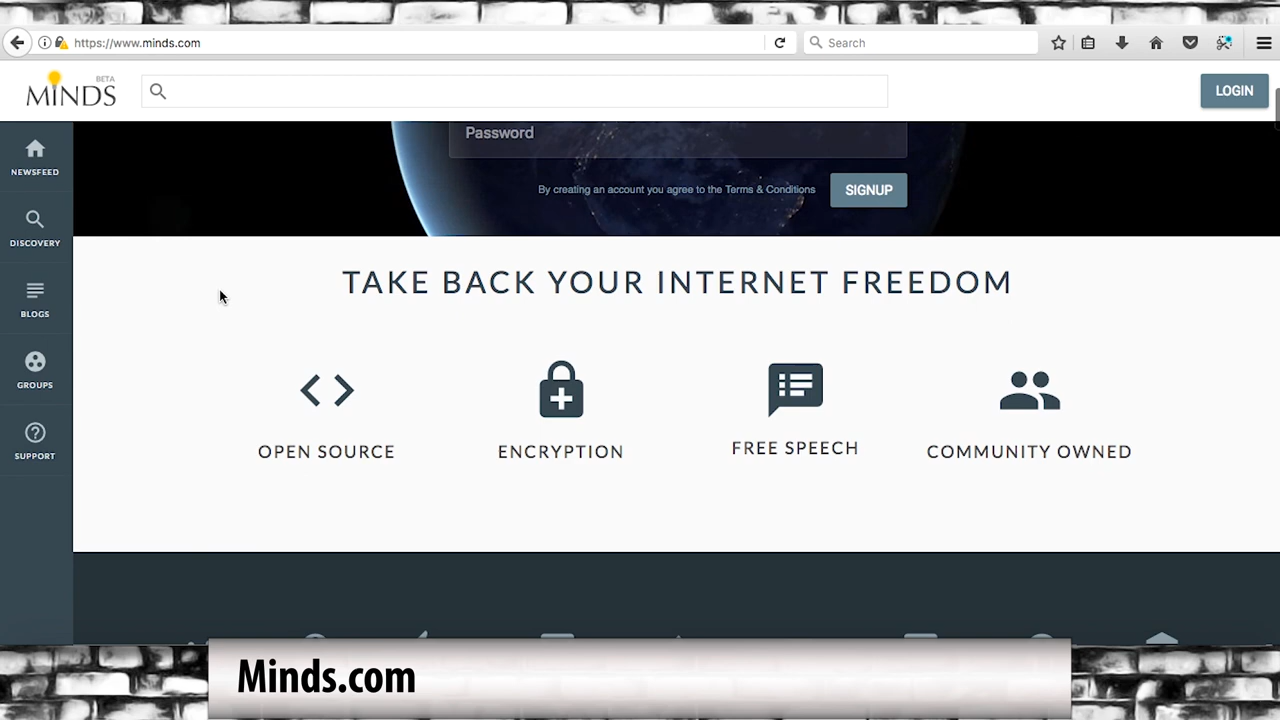 https://www.minds.com
Search
MINDS
BETA
LOGIN
NEWSFEED
DISCOVERY
BLOGS
GROUPS
SUPPORT
Password
By creating an account you agree to the Terms & Conditions
SIGNUP
TAKE BACK YOUR INTERNET FREEDOM
OPEN SOURCE
ENCRYPTION
FREE SPEECH
COMMUNITY OWNED
Minds.com